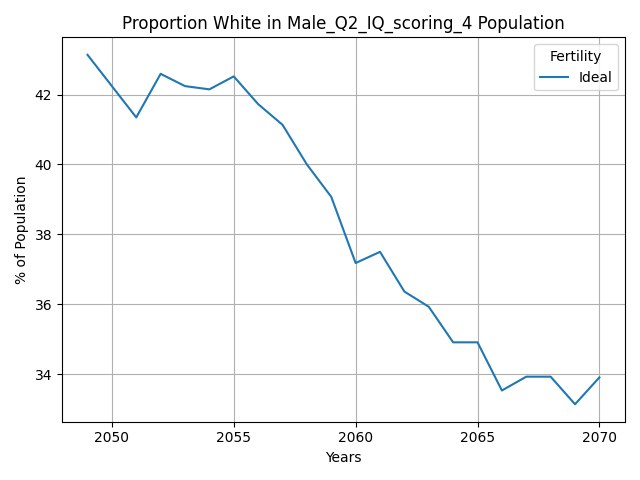 Proportion White in Male_Q2_IQ_scoring_4 Population
Fertility
Ideal
% of Population
42
40
38
36
34
2050 2055 2060 2065 2070
Years